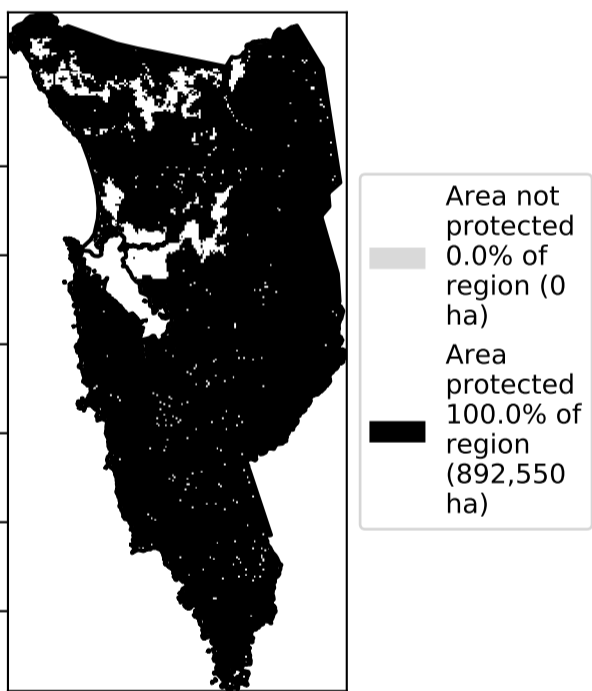 Area not
protected
0.0% of
region (0
ha)
Area
protected
100.0% of
region
(892,550
ha)